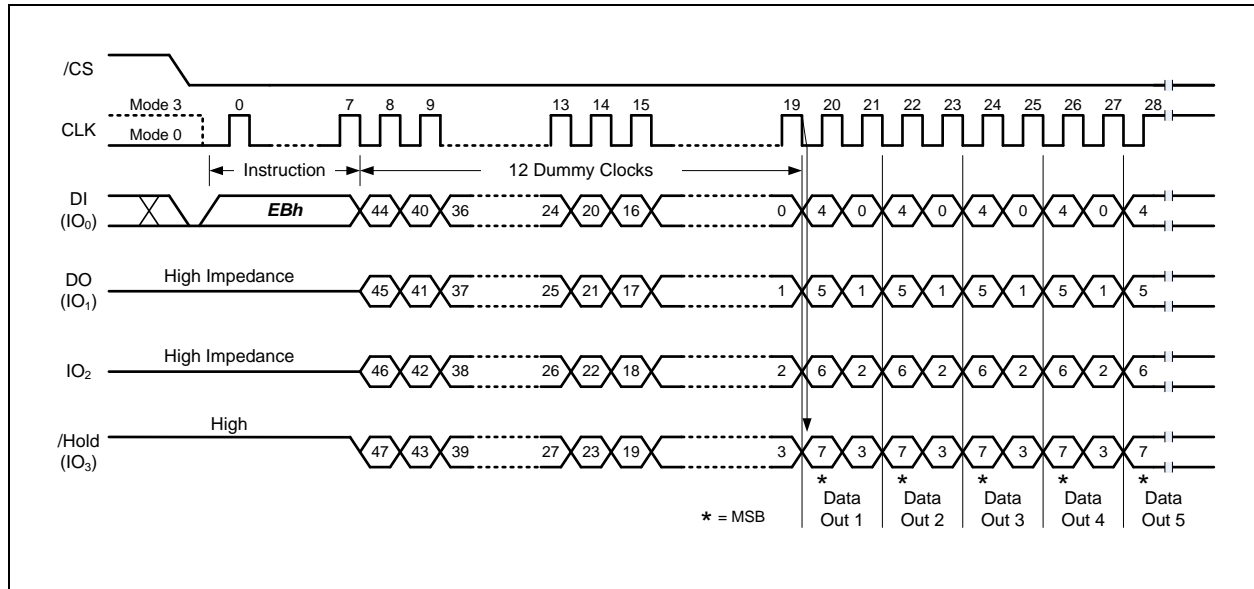 /CS
Mode 3
CLK
Mode 0
0 7 8 9 13 14 15 19 20 21 22 23 24 25 26 27 28
Instruction
12 Dummy Clocks
DI
(IO₀)
EBh
44 40 36 24 20 16 0 4 0 4 0 4 0 4 0 4
DO
(IO₁)
High Impedance
45 41 37 25 21 17 1 5 1 5 1 5 1 5 1 5
IO₂
High Impedance
46 42 38 26 22 18 2 6 2 6 2 6 2 6 2 6
/Hold
(IO₃)
High
47 43 39 27 23 19 3 7 3 7 3 7 3 7 3 7
* * * * *
* = MSB
Data Out 1
Data Out 2
Data Out 3
Data Out 4
Data Out 5